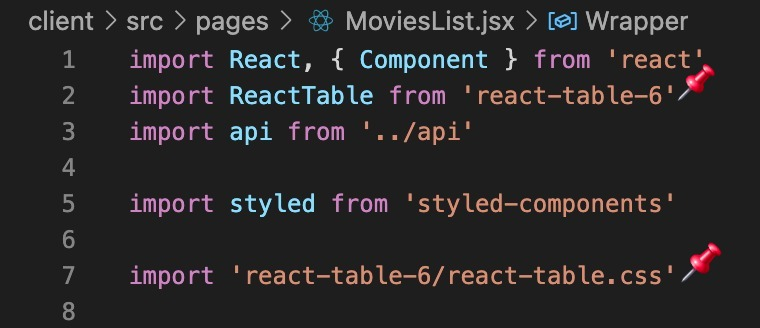 client > src > pages > MoviesList.jsx > Wrapper
1 import React, { Component } from 'react'
2 import ReactTable from 'react-table-6'
3 import api from '../api'
4
5 import styled from 'styled-components'
6
7 import 'react-table-6/react-table.css'
8